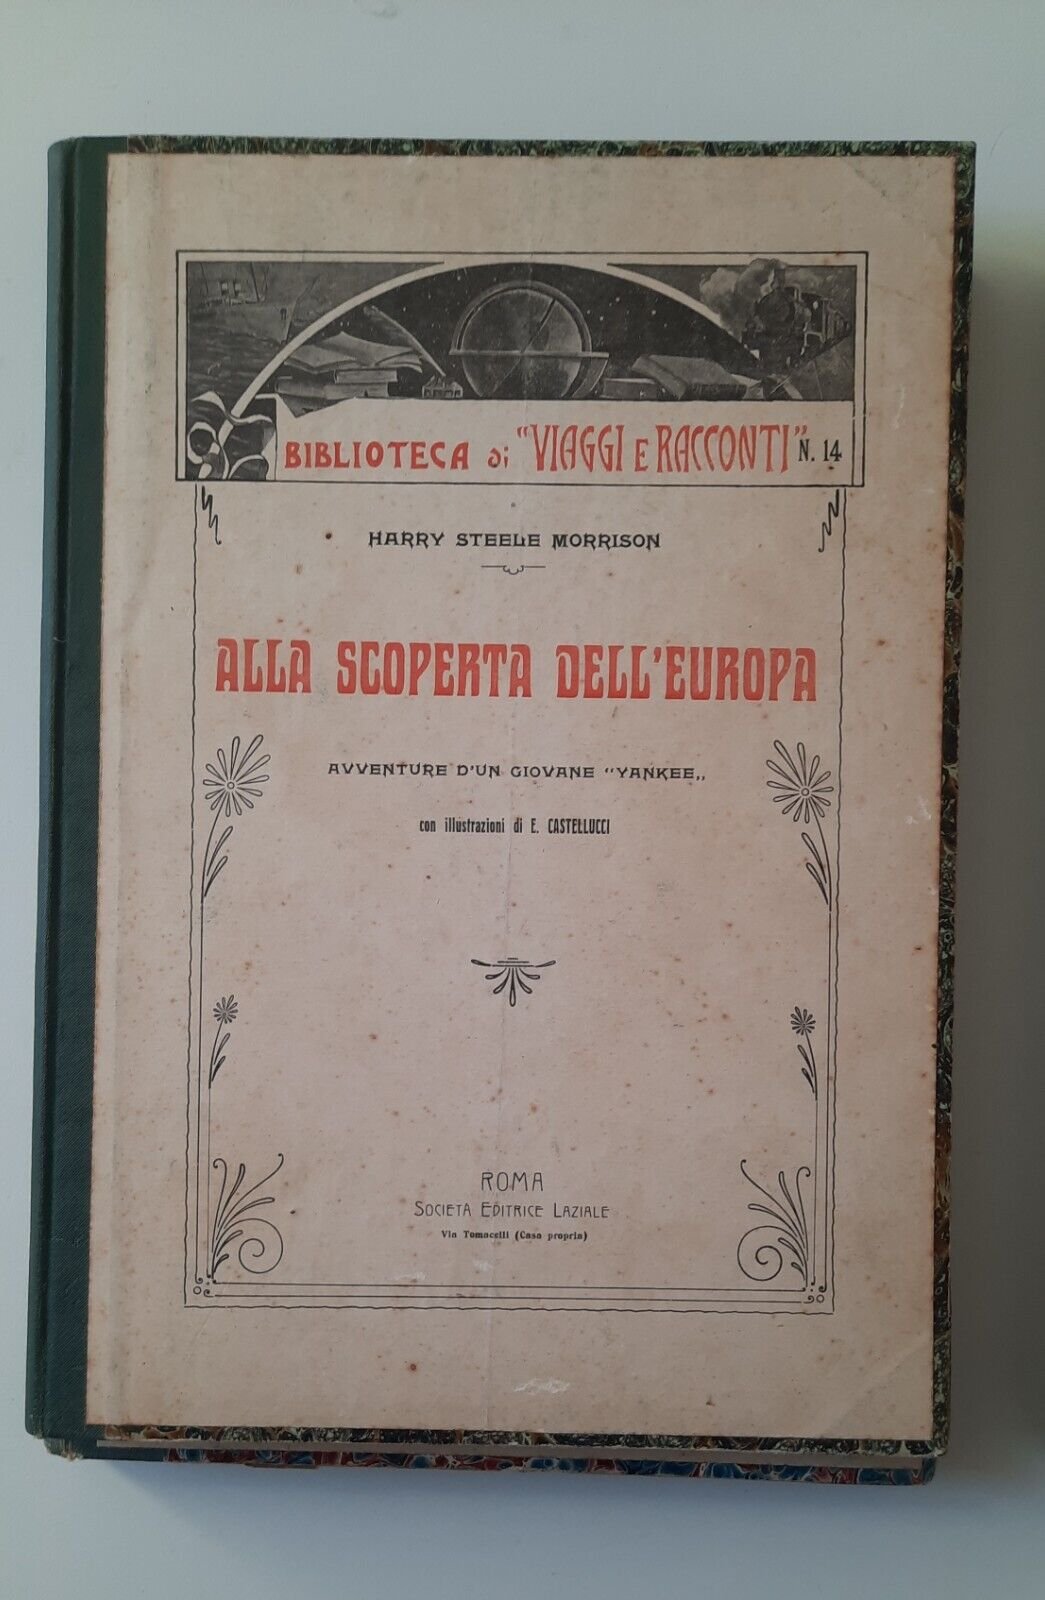 BIBLIOTECA di "VIAGGI E RACCONTI" N. 14
HARRY STEELE MORRISON
ALLA SCOPERTA DELL'EUROPA
AVVENTURE D'UN GIOVANE "YANKEE„
con illustrazioni di E. CASTELLUCCI
ROMA
SOCIETÀ EDITRICE LAZIALE
Via Tomacelli (Casa propria)